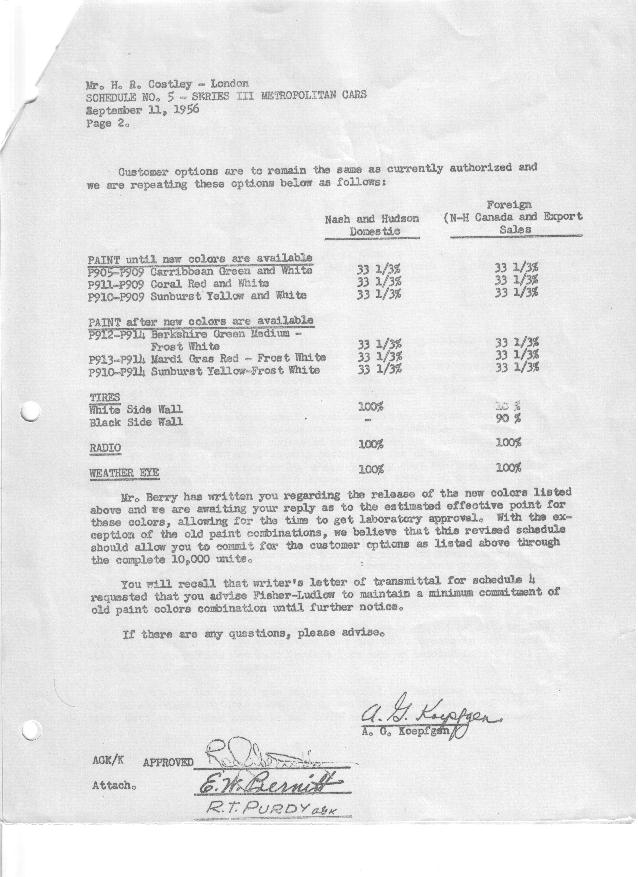 Mr. H. R. Costley - London
SCHEDULE NO. 5 - SERIES III METROPOLITAN CARS
September 11, 1956
Page 2.
Customer options are to remain the same as currently authorized and
we are repeating these options below as follows:
Foreign
Nash and Hudson (N-H Canada and Export
Domestic Sales
PAINT until new colors are available
P905-P909 Carribbean Green and White 33 1/3% 33 1/3%
P911-P909 Coral Red and White 33 1/3% 33 1/3%
P910-P909 Sunburst Yellow and White 33 1/3% 33 1/3%
PAINT after new colors are available
P912-P914 Berkshire Green Medium -
Frost White 33 1/3% 33 1/3%
P913-P914 Mardi Gras Red - Frost White 33 1/3% 33 1/3%
P910-P914 Sunburst Yellow-Frost White 33 1/3% 33 1/3%
TIRES
White Side Wall 100% 10 %
Black Side Wall - 90 %
RADIO 100% 100%
WEATHER EYE 100% 100%
Mr. Berry has written you regarding the release of the new colors listed
above and we are awaiting your reply as to the estimated effective point for
these colors, allowing for the time to get laboratory approval. With the ex-
ception of the old paint combinations, we believe that this revised schedule
should allow you to commit for the customer options as listed above through
the complete 10,000 units.
You will recall that writer's letter of transmittal for schedule 4
requested that you advise Fisher-Ludlow to maintain a minimum commitment of
old paint colors combination until further notice.
If there are any questions, please advise.
A. G. Koepfgen
A. G. Koepfgen
AGK/K APPROVED
Attach. E. W. Bernitt
R. T. PURDY agk